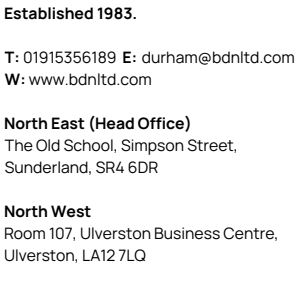 Established 1983.
T: 01915356189 E: durham@bdnltd.com
W: www.bdnltd.com
North East (Head Office)
The Old School, Simpson Street,
Sunderland, SR4 6DR
North West
Room 107, Ulverston Business Centre,
Ulverston, LA12 7LQ